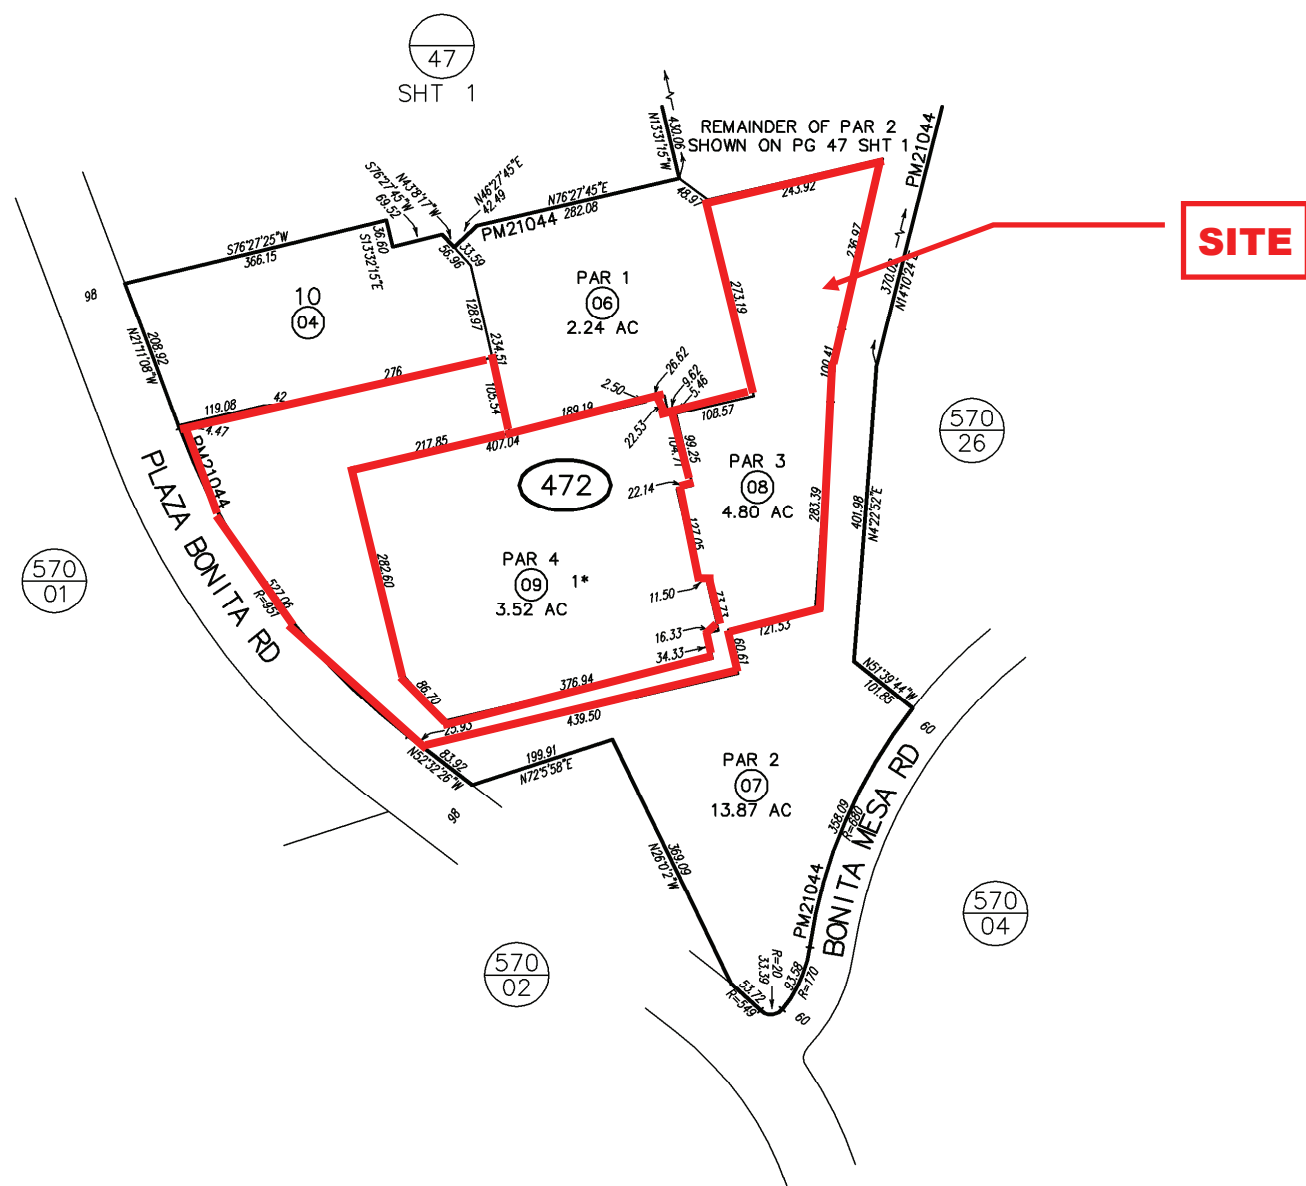 47
SHT 1
REMAINDER OF PAR 2
SHOWN ON PG 47 SHT 1
430.06
N13°31'15"W
48.97
243.92
PM21044
SITE
S76°27'45"W
69.52
N43°8'17"W
N46°27'45"E
42.49
N76°27'45"E
282.08
PM21044
S76°27'25"W
366.15
36.60
S13°32'15"E
56.96
33.59
236.97
370.02
98
10
04
PAR 1
06
2.24 AC
273.19
208.92
N21°11'08"W
128.97
234.51
105.54
100.41
276
42
119.08
4.47
26.62
2.50
9.62
5.46
189.19
22.53
108.57
570
26
PM21044
217.85
407.04
104.71
99.25
PAR 3
08
4.80 AC
472
22.14
127.05
283.39
401.98
N4°22'52"E
PLAZA BONITA RD
570
01
527.06
R=951
282.60
PAR 4
09
1*
3.52 AC
11.50
73.73
16.33
34.33
121.53
60.61
86.70
376.94
25.93
439.50
N51°39'44"W
101.85
60
83.92
N52°32'26"W
199.91
N72°5'58"E
98
PAR 2
07
13.87 AC
358.09
R=680
BONITA MESA RD
PM21044
369.09
N26°0'2"W
570
04
570
02
R=20
33.39
53.72
R=549
93.58
R=170
60